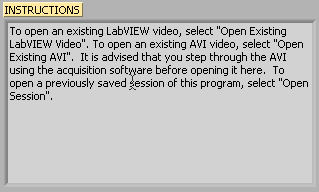 INSTRUCTIONS
To open an existing LabVIEW video, select "Open Existing
LabVIEW Video". To open an existing AVI video, select "Open
Existing AVI".  It is advised that you step through the AVI
using the acquisition software before opening it here.  To
open a previously saved session of this program, select "Open
Session".